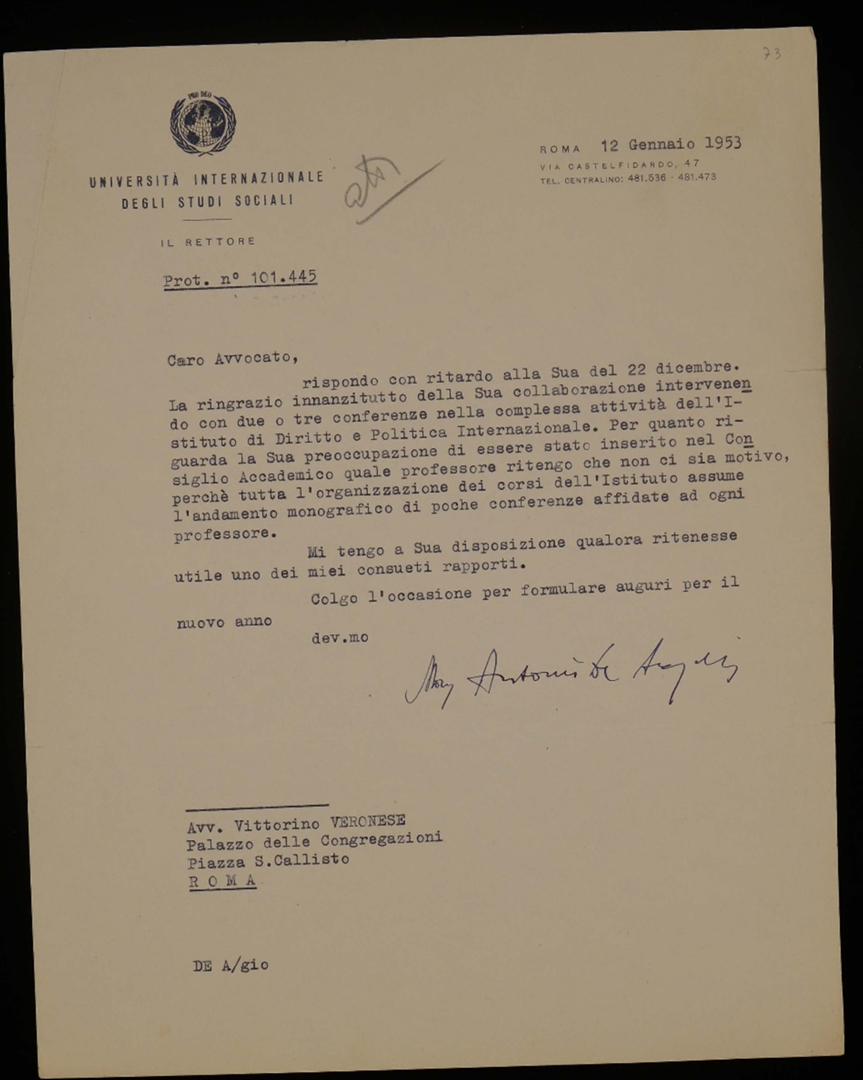 73
PRO DEO
UNIVERSITÀ INTERNAZIONALE
DEGLI STUDI SOCIALI
IL RETTORE
ROMA 12 Gennaio 1953
VIA CASTELFIDARDO, 47
TEL. CENTRALINO: 481.536 - 481.473
Prot. n° 101.445
Caro Avvocato,
rispondo con ritardo alla Sua del 22 dicembre.
La ringrazio innanzitutto della Sua collaborazione intervenen
do con due o tre conferenze nella complessa attività dell'I-
stituto di Diritto e Politica Internazionale. Per quanto ri-
guarda la Sua preoccupazione di essere stato inserito nel Con
siglio Accademico quale professore ritengo che non ci sia motivo,
perchè tutta l'organizzazione dei corsi dell'Istituto assume
l'andamento monografico di poche conferenze affidate ad ogni
professore.
Mi tengo a Sua disposizione qualora ritenesse
utile uno dei miei consueti rapporti.
Colgo l'occasione per formulare auguri per il
nuovo anno
dev.mo
Antonio De Angelis
Avv. Vittorino VERONESE
Palazzo delle Congregazioni
Piazza S.Callisto
R O M A
DE A/gio